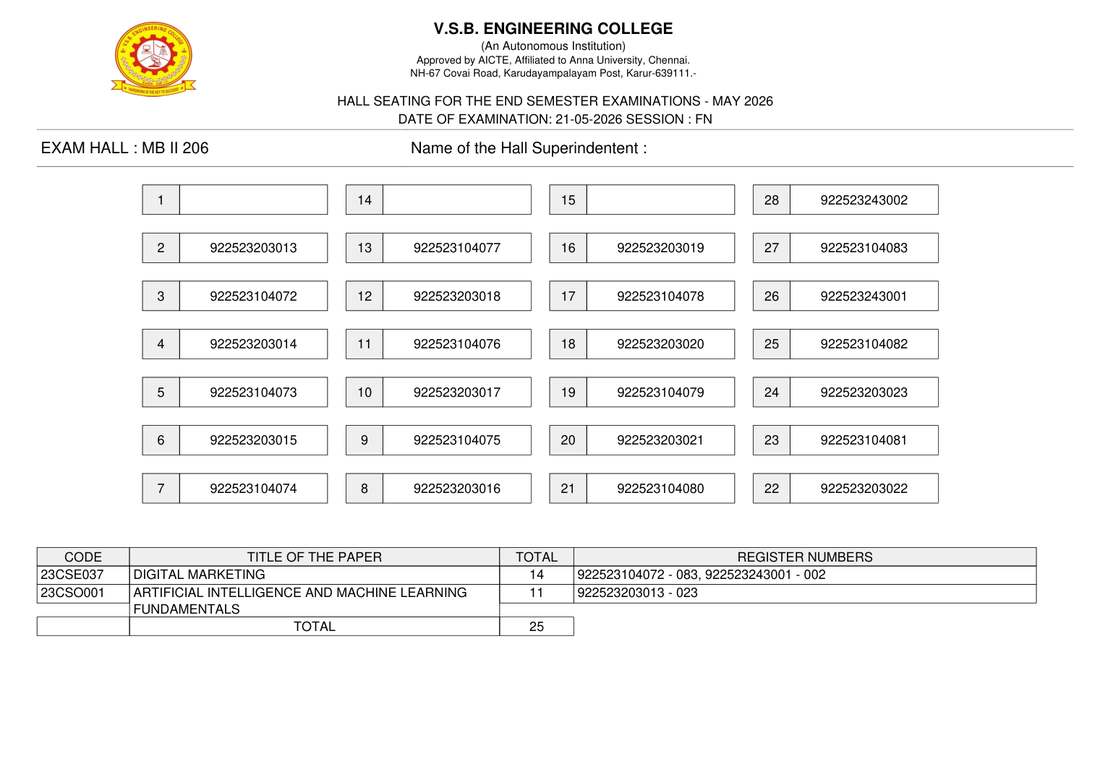 V.S.B. ENGINEERING COLLEGE
(An Autonomous Institution)
Approved by AICTE, Affiliated to Anna University, Chennai.
NH-67 Covai Road, Karudayampalayam Post, Karur-639111.-
HALL SEATING FOR THE END SEMESTER EXAMINATIONS - MAY 2026
DATE OF EXAMINATION: 21-05-2026 SESSION : FN
EXAM HALL : MB II 206 Name of the Hall Superindentent :
1 14 15 28 922523243002
2 922523203013 13 922523104077 16 922523203019 27 922523104083
3 922523104072 12 922523203018 17 922523104078 26 922523243001
4 922523203014 11 922523104076 18 922523203020 25 922523104082
5 922523104073 10 922523203017 19 922523104079 24 922523203023
6 922523203015 9 922523104075 20 922523203021 23 922523104081
7 922523104074 8 922523203016 21 922523104080 22 922523203022
CODE TITLE OF THE PAPER TOTAL REGISTER NUMBERS
23CSE037 DIGITAL MARKETING 14 922523104072 - 083, 922523243001 - 002
23CSO001 ARTIFICIAL INTELLIGENCE AND MACHINE LEARNING 11 922523203013 - 023
FUNDAMENTALS
TOTAL 25